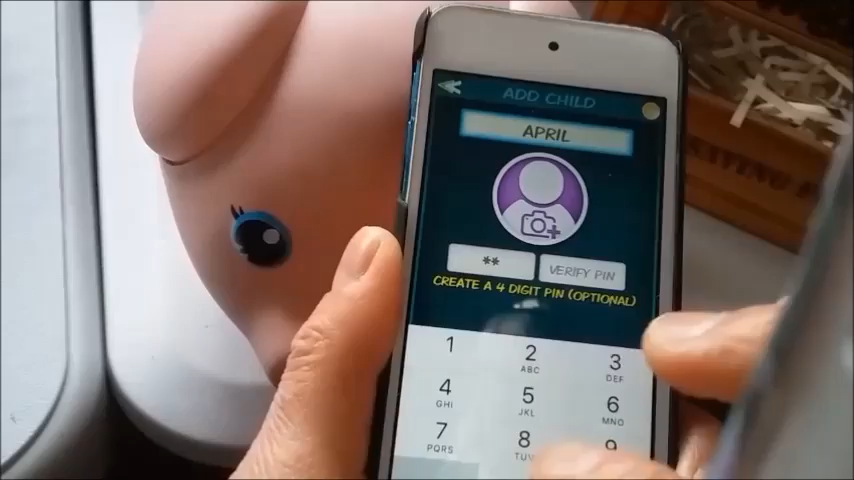 ADD CHILD
APRIL
** VERIFY PIN
CREATE A 4 DIGIT PIN (OPTIONAL)
1 2 3
ABC DEF
4 5 6
GHI JKL MNO
7 8 9
PQRS